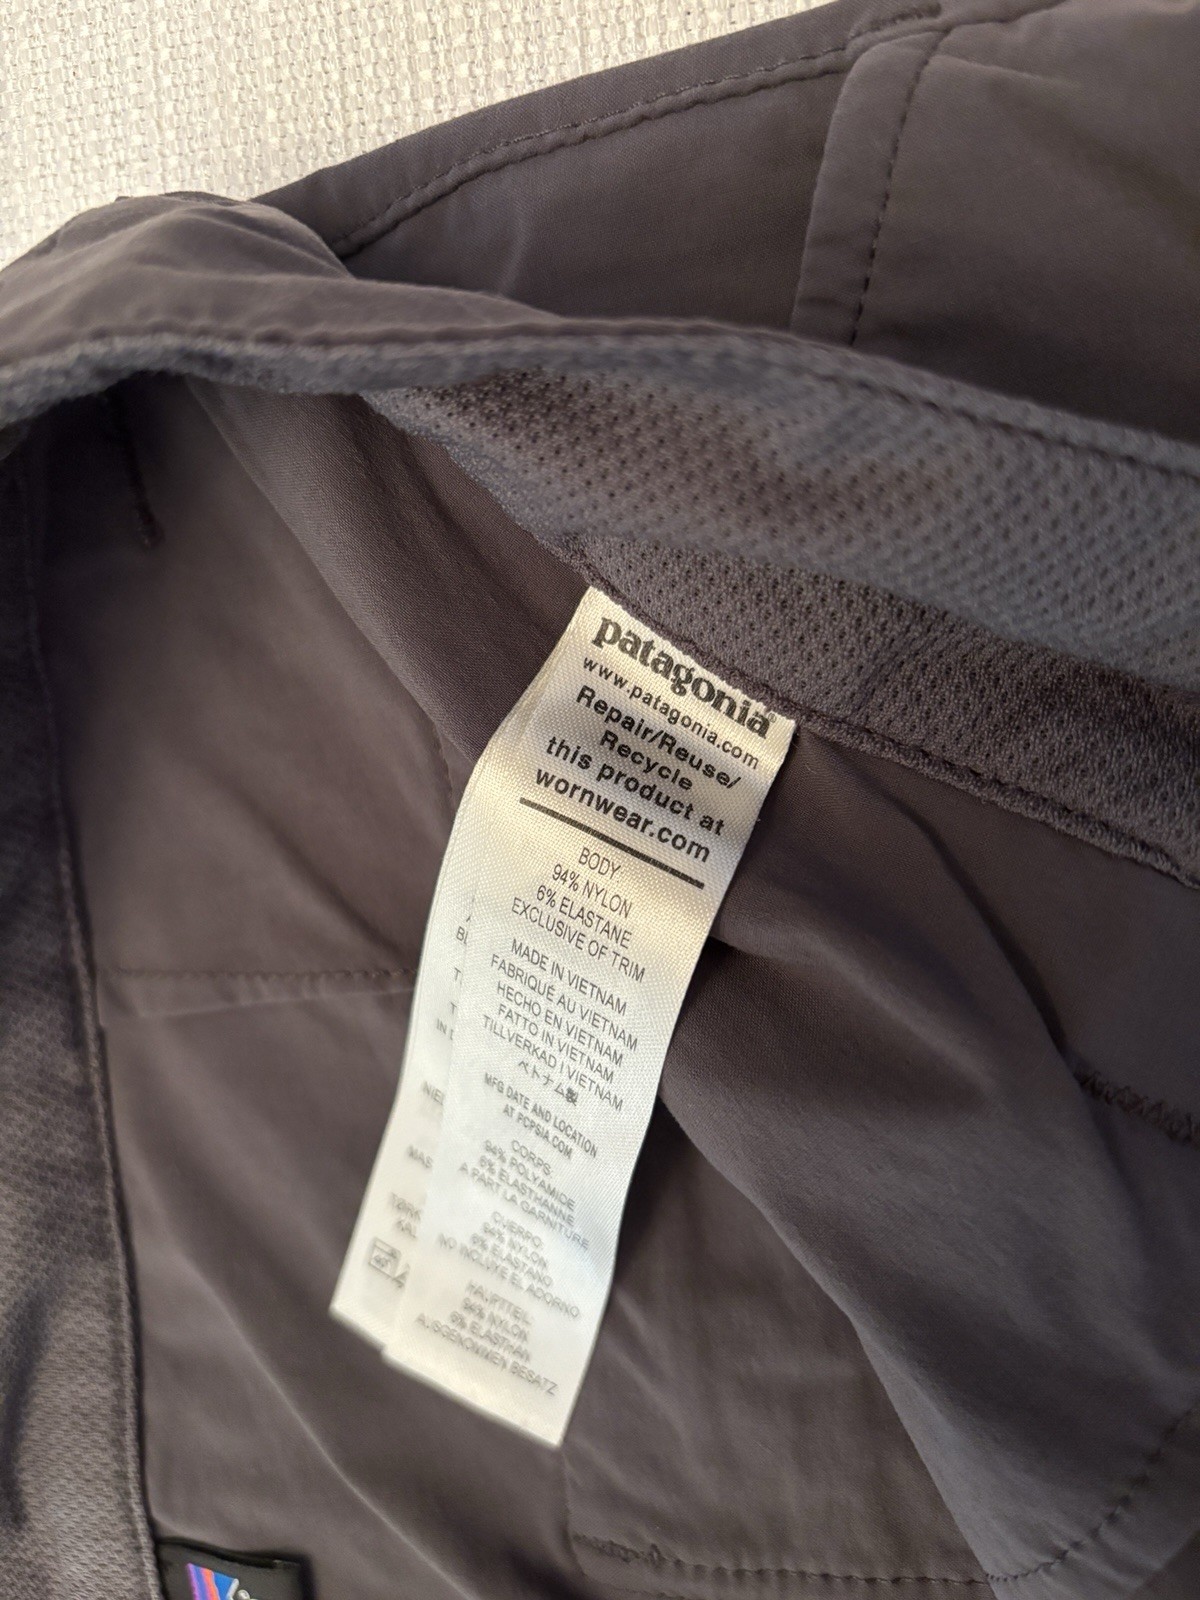 patagonia®
www.patagonia.com
Repair/Reuse/
Recycle
this product at
wornwear.com
BODY
94% NYLON
6% ELASTANE
EXCLUSIVE OF TRIM
MADE IN VIETNAM
FABRIQUÉ AU VIETNAM
HECHO EN VIETNAM
FATTO IN VIETNAM
TILLVERKAD I VIETNAM
ベトナム製
MFG DATE AND LOCATION
AT PCPSIA.COM
CORPS:
94% POLYAMIDE
6% ELASTHANNE
A PART LA GARNITURE
CUERPO:
94% NYLON
6% ELASTANO
NO INCLUYE EL ADORNO
HAUPTTEIL
94% NYLON
6% ELASTHAN
AUSGENOMMEN BESATZ